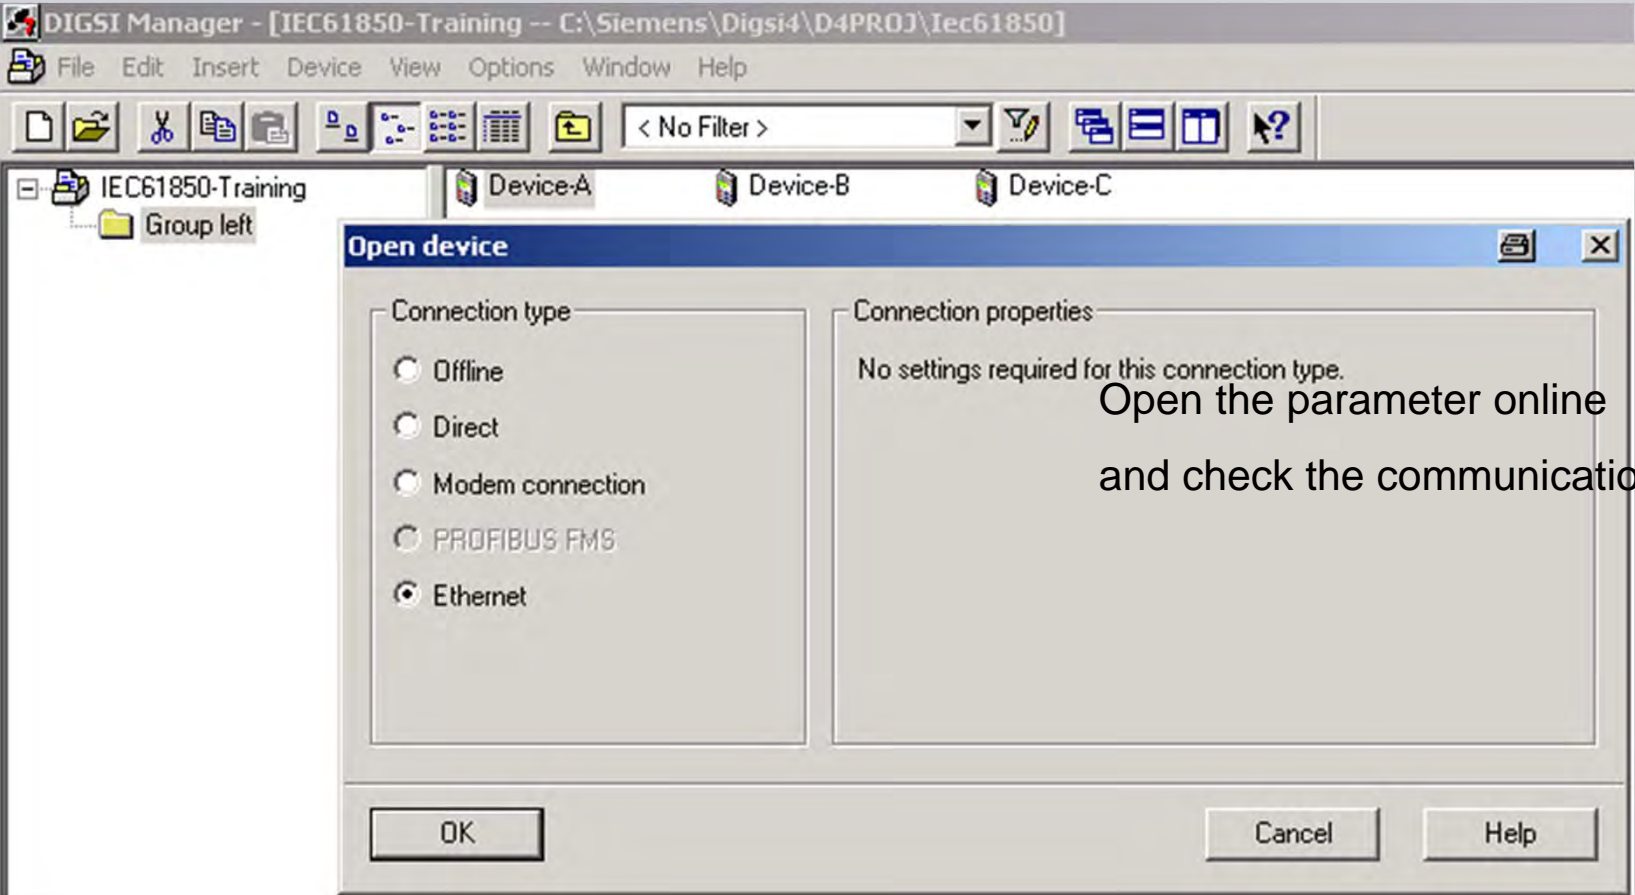 DIGSI Manager - [IEC61850-Training -- C:\Siemens\Digsi4\D4PROJ\Iec61850]
File Edit Insert Device View Options Window Help
< No Filter >
IEC61850-Training
Group left
Device-A Device-B Device-C
Open device
Connection type
Offline
Direct
Modem connection
PROFIBUS FMS
Ethernet
Connection properties
No settings required for this connection type.
Open the parameter online
and check the communicatio
OK Cancel Help